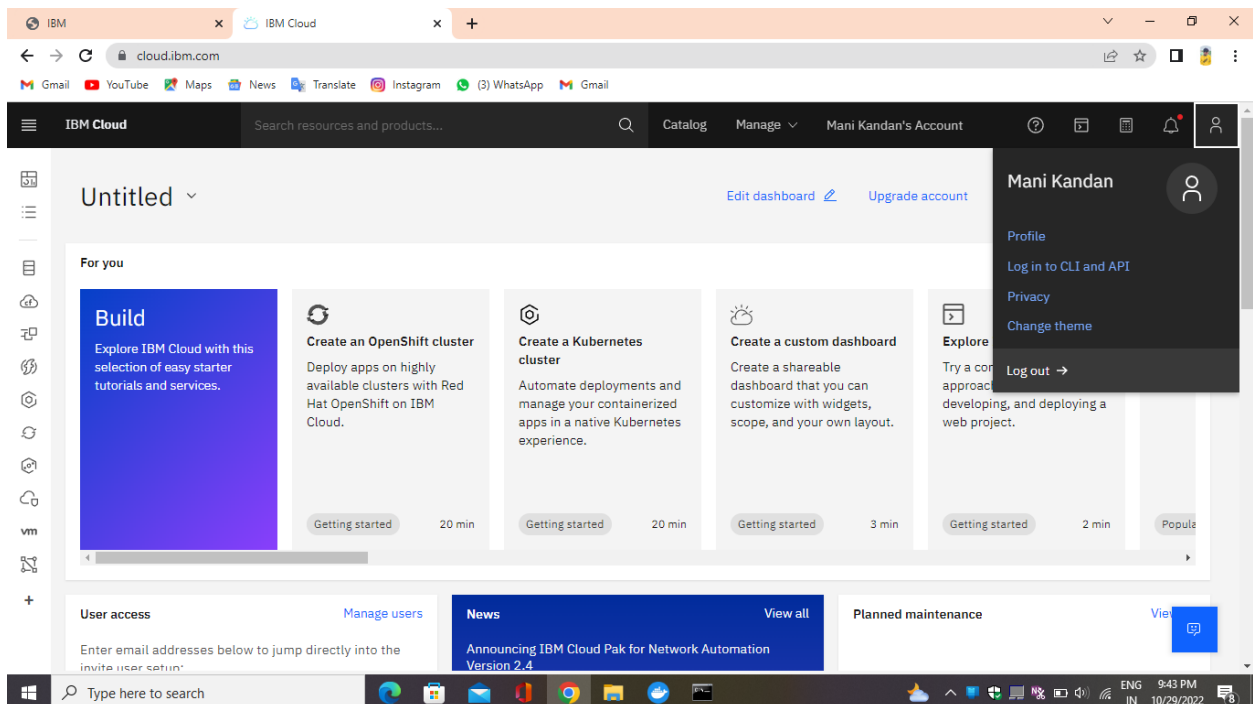 IBM
IBM Cloud
cloud.ibm.com
Gmail YouTube Maps News Translate Instagram (3) WhatsApp Gmail
IBM Cloud Search resources and products... Catalog Manage Mani Kandan's Account
Untitled
Edit dashboard Upgrade account
Mani Kandan
Profile
Log in to CLI and API
Privacy
Change theme
Log out →
For you
Build
Explore IBM Cloud with this
selection of easy starter
tutorials and services.
Create an OpenShift cluster
Deploy apps on highly
available clusters with Red
Hat OpenShift on IBM
Cloud.
Getting started 20 min
Create a Kubernetes
cluster
Automate deployments and
manage your containerized
apps in a native Kubernetes
experience.
Getting started 20 min
Create a custom dashboard
Create a shareable
dashboard that you can
customize with widgets,
scope, and your own layout.
Getting started 3 min
Explore
Try a
developing, and deploying a
web project.
Getting started 2 min
User access Manage users
Enter email addresses below to jump directly into the
invite user setup:
News View all
Announcing IBM Cloud Pak for Network Automation
Version 2.4
Planned maintenance
vm
Type here to search
ENG
IN
9:43 PM
10/29/2022
8